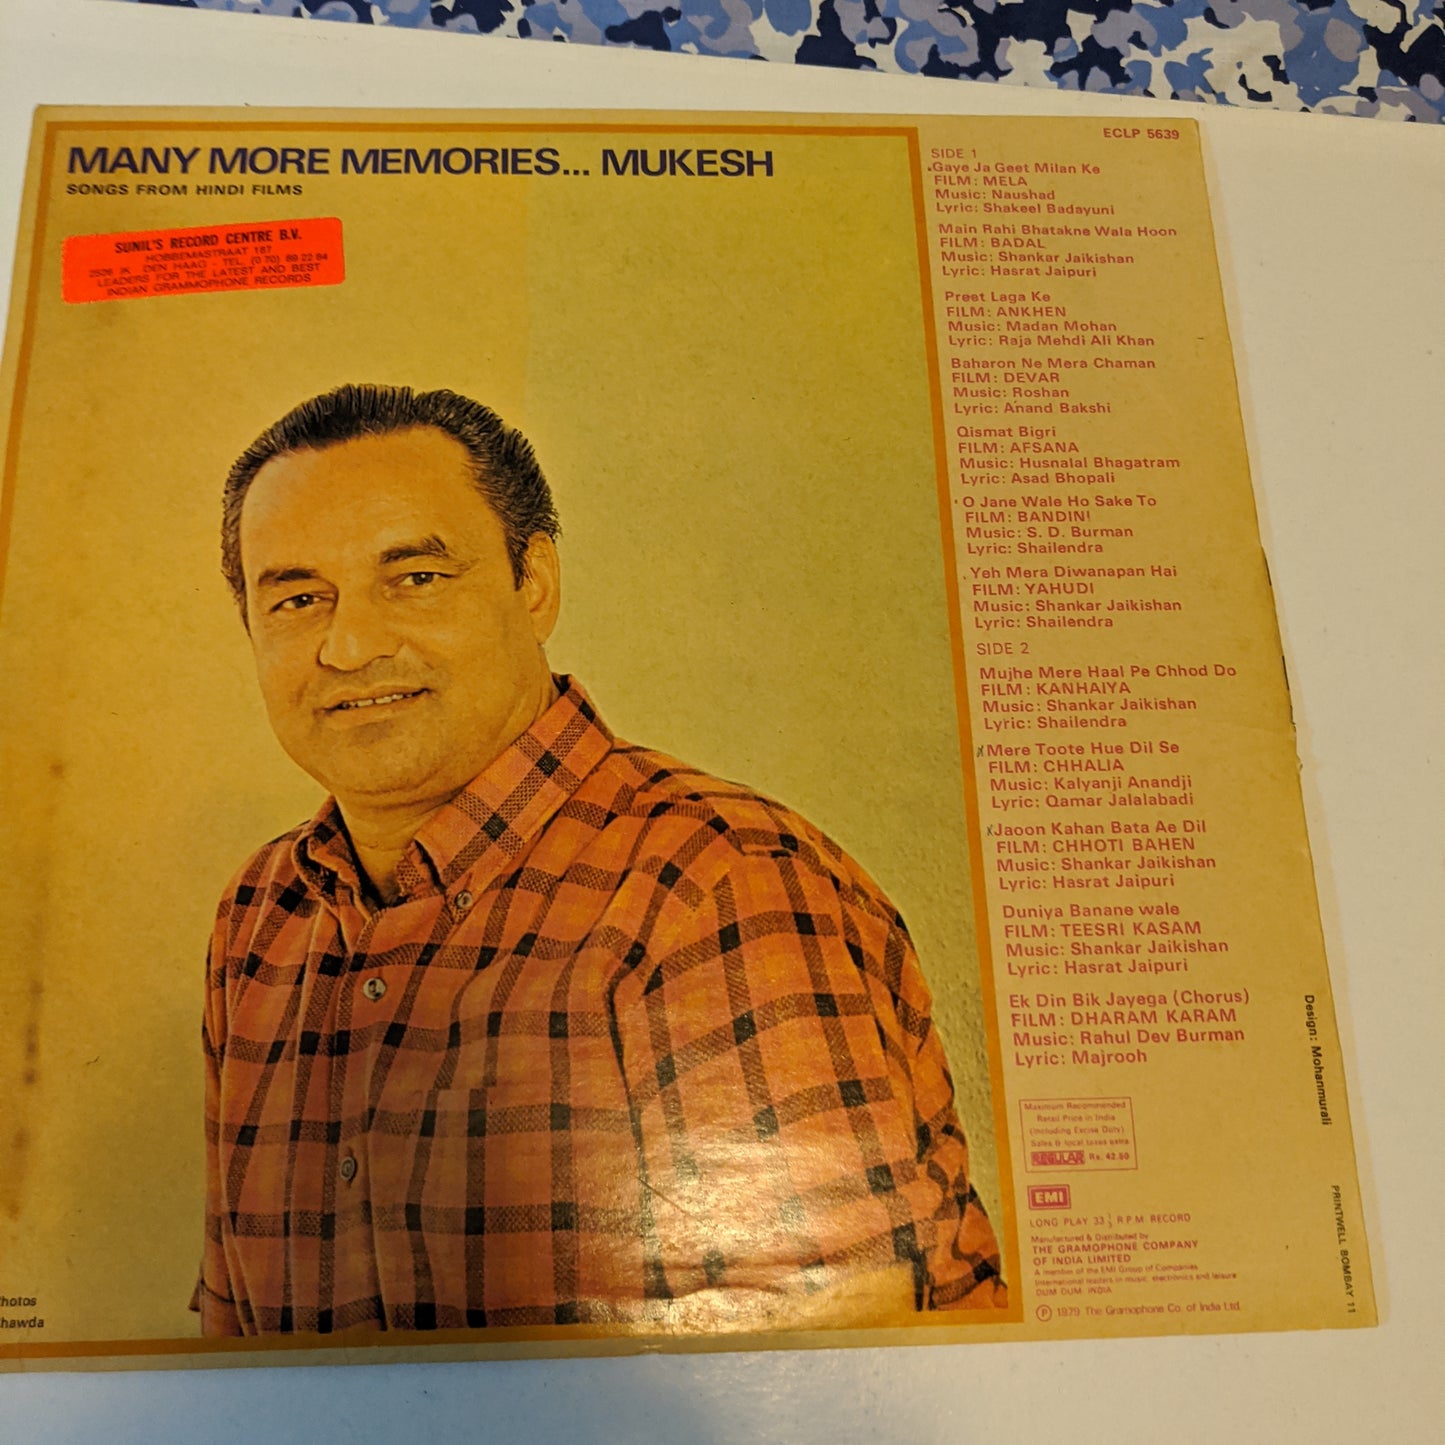 MANY MORE MEMORIES... MUKESH
SONGS FROM HINDI FILMS
SUNIL'S RECORD CENTRE B.V.
HOBBEMASTRAAT 187
DEN HAAG TEL. (0 70) 89 22 84
LEADERS FOR THE LATEST AND BEST
INDIAN GRAMMOPHONE RECORDS
ECLP 5639
SIDE 1
Gaye Ja Geet Milan Ke
FILM: MELA
Music: Naushad
Lyric: Shakeel Badayuni
Main Rahi Bhatakne Wala Hoon
FILM: BADAL
Music: Shankar Jaikishan
Lyric: Hasrat Jaipuri
Preet Laga Ke
FILM: ANKHEN
Music: Madan Mohan
Lyric: Raja Mehdi Ali Khan
Baharon Ne Mera Chaman
FILM: DEVAR
Music: Roshan
Lyric: Anand Bakshi
Qismat Bigri
FILM: AFSANA
Music: Husnalal Bhagatram
Lyric: Asad Bhopali
O Jane Wale Ho Sake To
FILM: BANDINI
Music: S. D. Burman
Lyric: Shailendra
Yeh Mera Diwanapan Hai
FILM: YAHUDI
Music: Shankar Jaikishan
Lyric: Shailendra
SIDE 2
Mujhe Mere Haal Pe Chhod Do
FILM: KANHAIYA
Music: Shankar Jaikishan
Lyric: Shailendra
Mere Toote Hue Dil Se
FILM: CHHALIA
Music: Kalyanji Anandji
Lyric: Qamar Jalalabadi
Jaoon Kahan Bata Ae Dil
FILM: CHHOTI BAHEN
Music: Shankar Jaikishan
Lyric: Hasrat Jaipuri
Duniya Banane wale
FILM: TEESRI KASAM
Music: Shankar Jaikishan
Lyric: Hasrat Jaipuri
Ek Din Bik Jayega (Chorus)
FILM: DHARAM KARAM
Music: Rahul Dev Burman
Lyric: Majrooh
Maximum Recommended
Retail Price in India
(Including Excise Duty)
Sales & local taxes extra
REGULAR Rs. 42.50
EMI
LONG PLAY 33 1/3 R P M RECORD
Manufactured & Distributed by
THE GRAMOPHONE COMPANY
OF INDIA LIMITED
A member of the EMI Group of Companies
International leaders in music, electronics and leisure
DUM DUM. INDIA
Ⓟ 1979 The Gramophone Co. of India Ltd.
Design: Mohanmurali
PRINTWELL BOMBAY 11
hotos
hawda